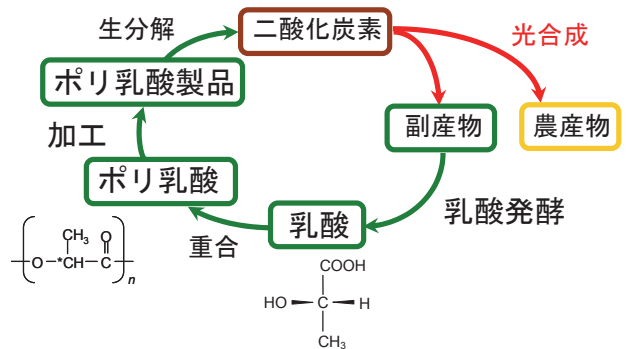 生分解
二酸化炭素
光合成
ポリ乳酸製品
副産物
農産物
加工
ポリ乳酸
乳酸
乳酸発酵
重合
CH3 O
O *CH C
n
COOH
HO C H
CH3